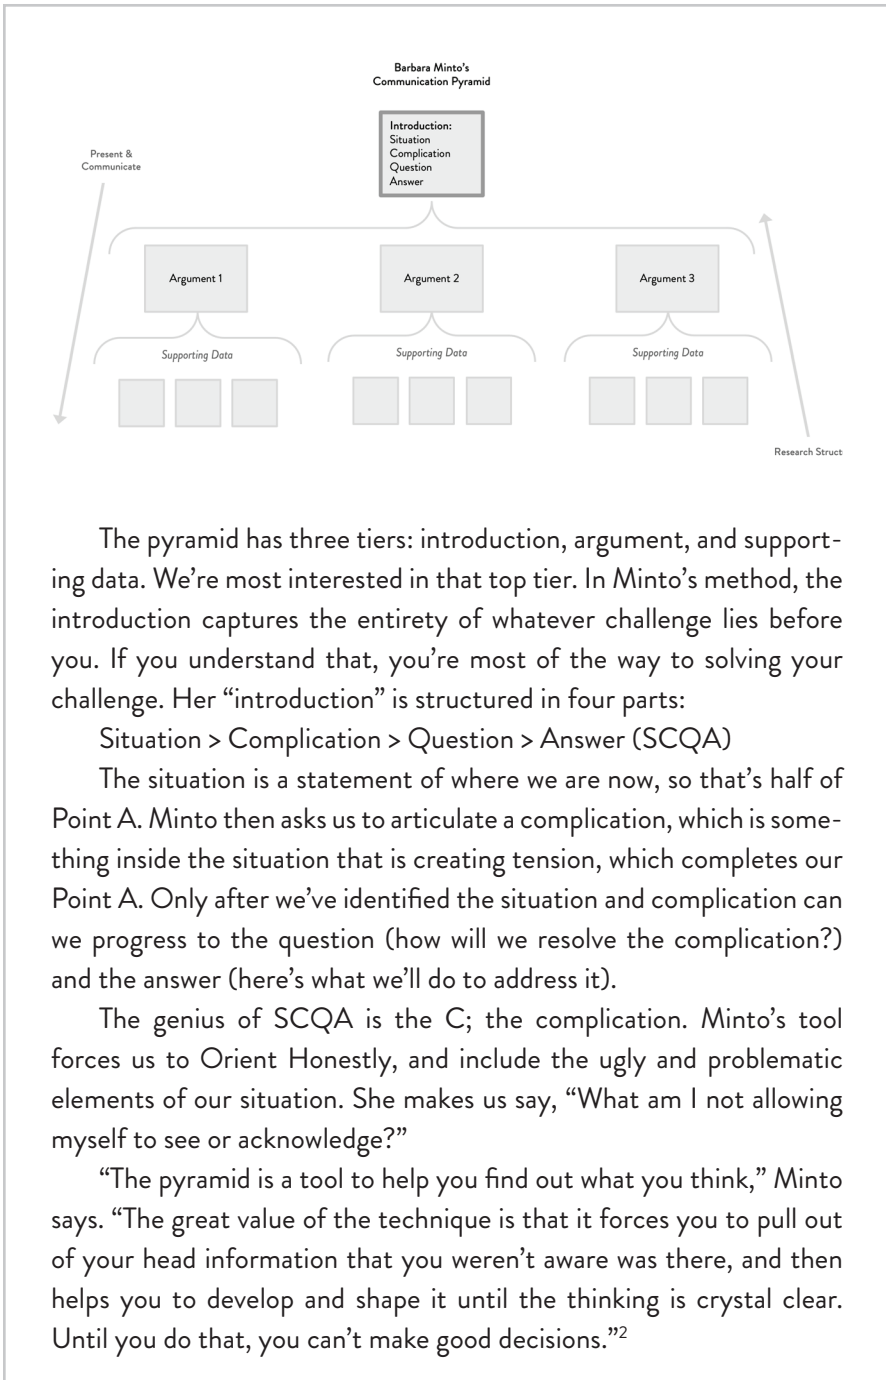 Barbara Minto's
Communication Pyramid
Introduction:
Situation
Complication
Question
Answer
Present &
Communicate
Argument 1
Argument 2
Argument 3
Supporting Data
Supporting Data
Supporting Data
Research Struct
The pyramid has three tiers: introduction, argument, and support-
ing data. We’re most interested in that top tier. In Minto’s method, the
introduction captures the entirety of whatever challenge lies before
you. If you understand that, you’re most of the way to solving your
challenge. Her “introduction” is structured in four parts:
Situation > Complication > Question > Answer (SCQA)
The situation is a statement of where we are now, so that’s half of
Point A. Minto then asks us to articulate a complication, which is some-
thing inside the situation that is creating tension, which completes our
Point A. Only after we’ve identified the situation and complication can
we progress to the question (how will we resolve the complication?)
and the answer (here’s what we’ll do to address it).
The genius of SCQA is the C; the complication. Minto’s tool
forces us to Orient Honestly, and include the ugly and problematic
elements of our situation. She makes us say, “What am I not allowing
myself to see or acknowledge?”
“The pyramid is a tool to help you find out what you think,” Minto
says. “The great value of the technique is that it forces you to pull out
of your head information that you weren’t aware was there, and then
helps you to develop and shape it until the thinking is crystal clear.
Until you do that, you can’t make good decisions.”2